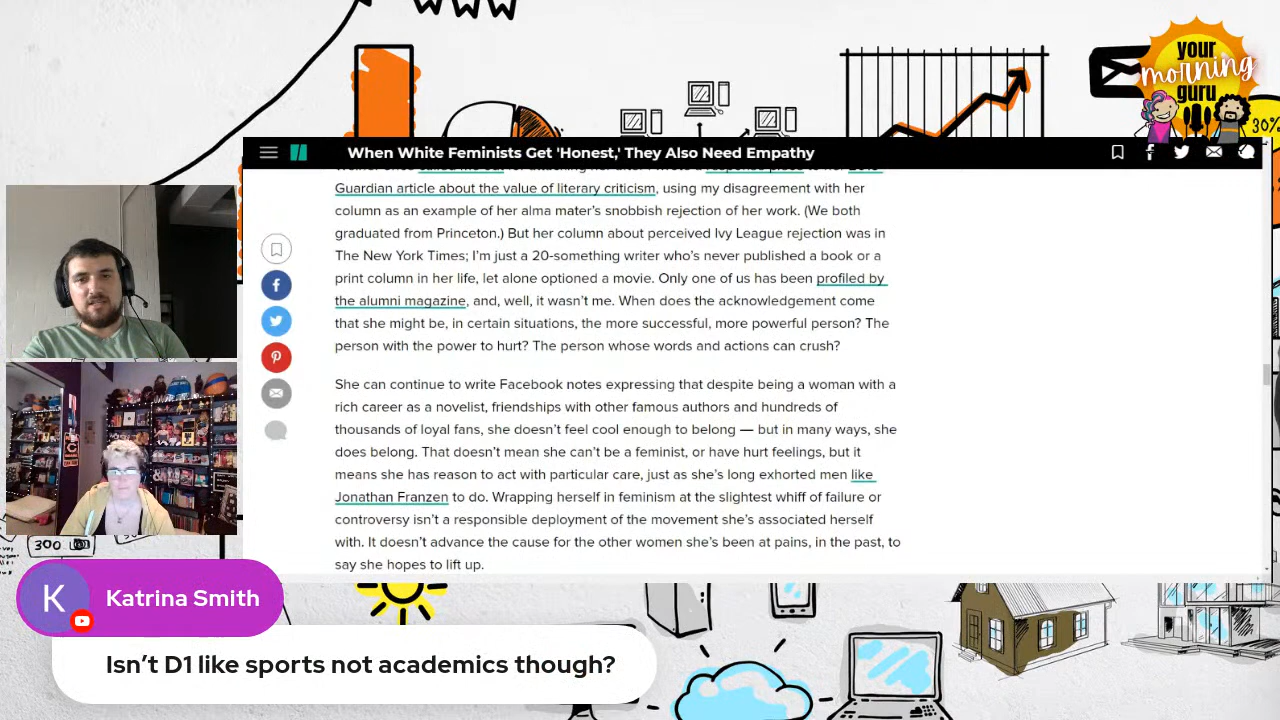 your
morning
guru
30%
When White Feminists Get 'Honest,' They Also Need Empathy
Guardian article about the value of literary criticism, using my disagreement with her
column as an example of her alma mater's snobbish rejection of her work. (We both
graduated from Princeton.) But her column about perceived Ivy League rejection was in
The New York Times; I'm just a 20-something writer who's never published a book or a
print column in her life, let alone optioned a movie. Only one of us has been profiled by
the alumni magazine, and, well, it wasn't me. When does the acknowledgement come
that she might be, in certain situations, the more successful, more powerful person? The
person with the power to hurt? The person whose words and actions can crush?
She can continue to write Facebook notes expressing that despite being a woman with a
rich career as a novelist, friendships with other famous authors and hundreds of
thousands of loyal fans, she doesn't feel cool enough to belong — but in many ways, she
does belong. That doesn't mean she can't be a feminist, or have hurt feelings, but it
means she has reason to act with particular care, just as she's long exhorted men like
Jonathan Franzen to do. Wrapping herself in feminism at the slightest whiff of failure or
controversy isn't a responsible deployment of the movement she's associated herself
with. It doesn't advance the cause for the other women she's been at pains, in the past, to
say she hopes to lift up.
300
K
Katrina Smith
Isn't D1 like sports not academics though?